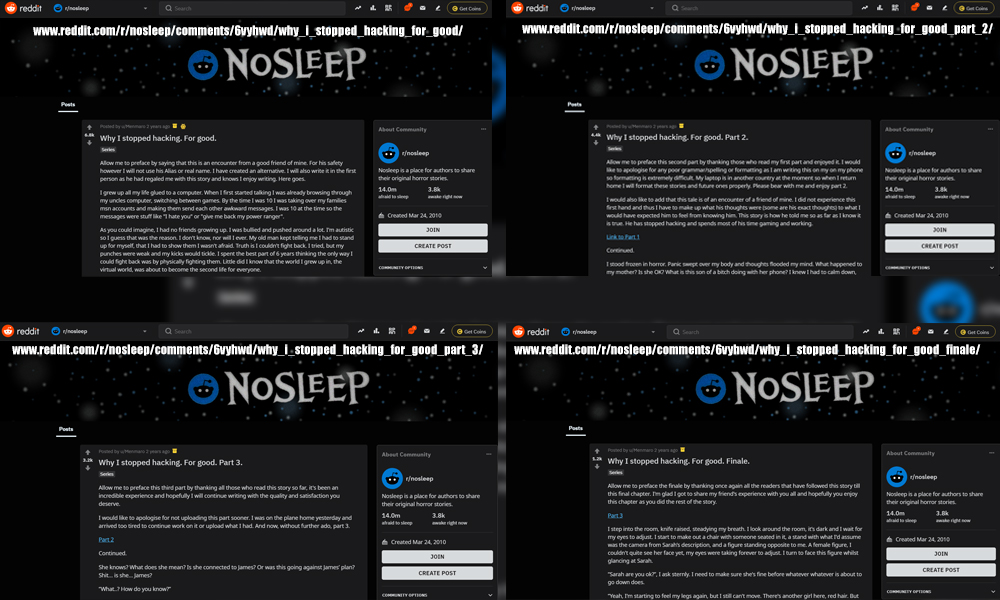 reddit
r/nosleep
Search
Get Coins
www.reddit.com/r/nosleep/comments/6vyhwd/why_i_stopped_hacking_for_good/
NOSLEEP
Posts
6.8k
Posted by u/Merimaro 2 years ago
Why I stopped hacking. For good.
Series
Allow me to preface by saying that this is an encounter from a good friend of mine. For his safety
however I will not use his Alias or real name. I have created an alternative. I will also write it in the first
person as he had regaled me with this story and knows I enjoy writing. Here goes.
I grew up all my life glued to a computer. When I first started talking I was already browsing through
my uncles computer, switching between games. By the time I was 10 I was taking over my families
msn accounts and making them send each other awkward messages. I was 10 at the time so the
messages were stuff like "I hate you" or "give me back my power ranger".
As you could imagine, I had no friends growing up. I was bullied and pushed around a lot. I'm autistic
so I guess that was the reason. I don't know, nor will I ever. My old man kept telling me I had to stand
up for myself, that I had to show them I wasn't afraid. Truth is I couldn't fight back. I tried, but my
punches were weak and my kicks would tickle. I spent the best part of 6 years thinking the only way I
could fight back was by physically fighting them. Little did I know that the world I grew up in, the
virtual world, was about to become the second life for everyone.
About Community
r/nosleep
Nosleep is a place for authors to share
their original horror stories.
14.0m
3.8k
afraid to sleep
awake right now
Created Mar 24, 2010
JOIN
CREATE POST
COMMUNITY OPTIONS
reddit
r/nosleep
Search
Get Coins
www.reddit.com/r/nosleep/comments/6vyhwd/why_i_stopped_hacking_for_good_part_2/
NOSLEEP
Posts
4.4k
Posted by u/Merimaro 2 years ago
Why I stopped hacking. For good. Part 2.
Series
Allow me to preface this second part by thanking those who read my first part and enjoyed it. I would
like to apologise for any poor grammar/spelling or formatting as I am writing this on my on my phone
so formatting is extremely difficult. My laptop is in another country at the moment so when I return
home I will format these stories and future ones properly. Please bear with me and enjoy part 2.
I would also like to add that this tale is of an encounter of a friend of mine. I did not experience this
first hand and thus I have to make up what his thoughts were (some are his exact thoughts) to what I
would have expected him to feel from knowing him. This story is how he told me so as far as I know it is
true. He has stopped hacking and spends most of his time gaming and working.
Link to Part 1
Continued.
I stood frozen in horror. Panic swept over my body and thoughts flooded my mind. What happened to
my mother? Is she OK? What is this son of a bitch doing with her phone? I knew I had to calm down,
About Community
r/nosleep
Nosleep is a place for authors to share
their original horror stories.
14.0m
3.8k
afraid to sleep
awake right now
Created Mar 24, 2010
JOIN
CREATE POST
COMMUNITY OPTIONS
Series
reddit
r/nosleep
Search
Get Coins
www.reddit.com/r/nosleep/comments/6vyhwd/why_i_stopped_hacking_for_good_part_3/
NOSLEEP
Posts
3.2k
Posted by u/Merimaro 2 years ago
Why I stopped hacking. For good. Part 3.
Series
Allow me to preface this third part by thanking all those who read this story so far, it's been an
incredible experience and hopefully I will continue writing with the quality and satisfaction you
deserve.
I would like to apologise for not uploading this part sooner. I was on the plane home yesterday and
arrived too tired to continue work on it or upload what I had. And now, without further ado, part 3.
Part 2
Continued.
She knows? What does she mean? Is she connected to James? Or was this going against James' plan?
Shit... is she... James?
"What..? How do you know?"
About Community
r/nosleep
Nosleep is a place for authors to share
their original horror stories.
14.0m
3.8k
afraid to sleep
awake right now
Created Mar 24, 2010
JOIN
CREATE POST
COMMUNITY OPTIONS
reddit
r/nosleep
Search
Get Coins
www.reddit.com/r/nosleep/comments/6vyhwd/why_i_stopped_hacking_for_good_finale/
NOSLEEP
Posts
5.2k
Posted by u/Merimaro 2 years ago
Why I stopped hacking. For good. Finale.
Series
Allow me to preface the finale by thanking once again all the readers that have followed this story till
this final chapter. I'm glad I got to share my friend's experience with you all and hopefully you enjoy
this chapter as you did the rest of the story.
Part 3
I step into the room, knife raised, steadying my breath. I look around the room, it's dark and I wait for
my eyes to adjust. I start to make out a chair with someone seated in it, a stand with what I'd assume
was the camera from Sarah's description, and a figure standing opposite to me. A female figure, I
couldn't quite see her face yet, my eyes were taking forever to adjust. I turn to face this figure whilst
glancing at Sarah.
"Sarah are you ok?", I ask sternly. I need to make sure she's fine before whatever whatever is about to
go down does.
"Yeah, I'm starting to feel my legs again, but I still can't move. There's another girl here, red hair. But
About Community
r/nosleep
Nosleep is a place for authors to share
their original horror stories.
14.0m
3.8k
afraid to sleep
awake right now
Created Mar 24, 2010
JOIN
CREATE POST
COMMUNITY OPTIONS